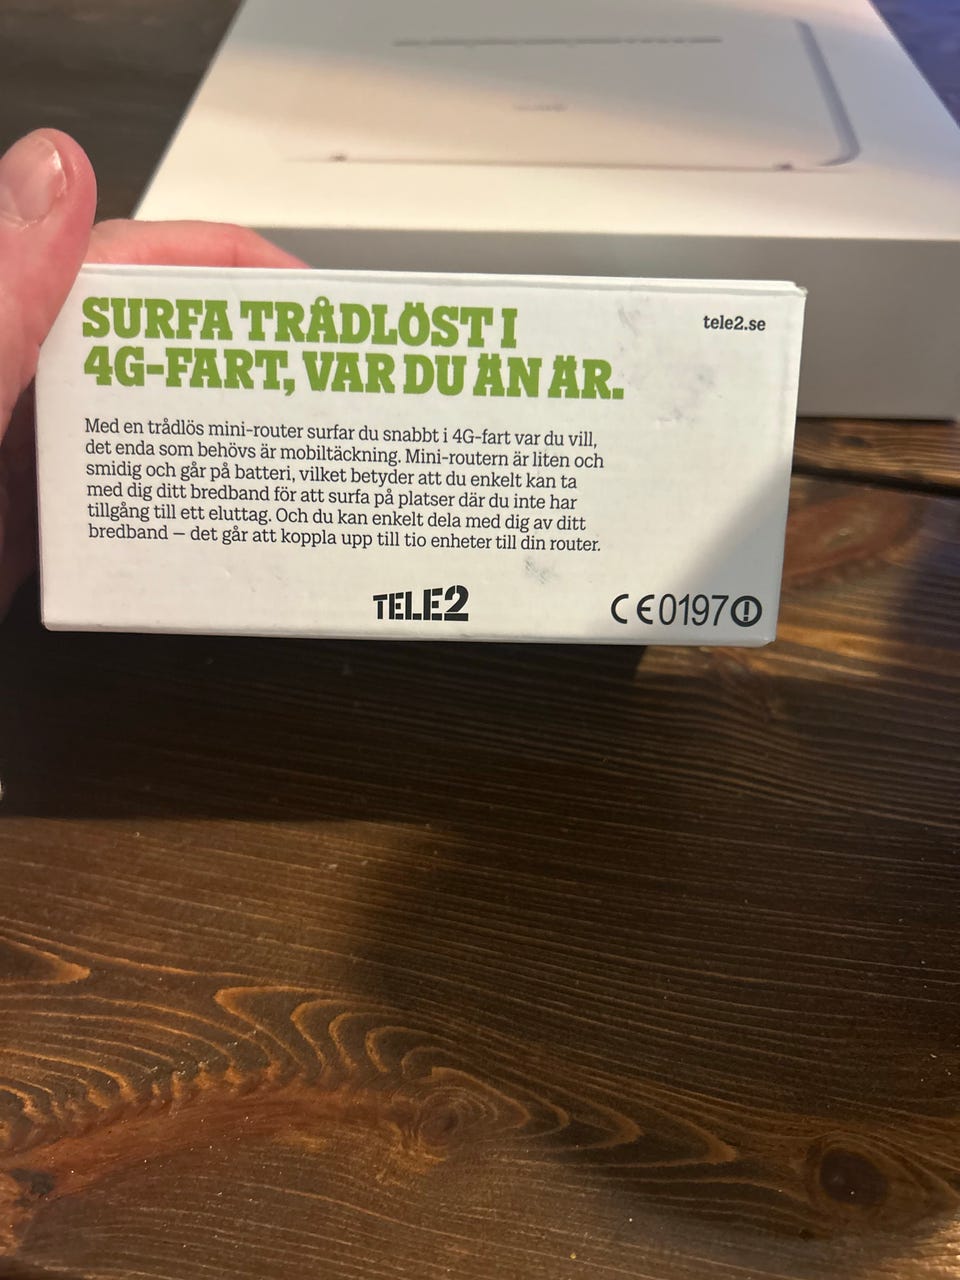 SURFA TRÅDLÖST I
4G-FART, VAR DU ÄN ÄR.
tele2.se
Med en trådlös mini-router surfar du snabbt i 4G-fart var du vill,
det enda som behövs är mobiltäckning. Mini-routern är liten och
smidig och går på batteri, vilket betyder att du enkelt kan ta
med dig ditt bredband för att surfa på platser där du inte har
tillgång till ett eluttag. Och du kan enkelt dela med dig av ditt
bredband – det går att koppla upp till tio enheter till din router.
TELE2
CE0197